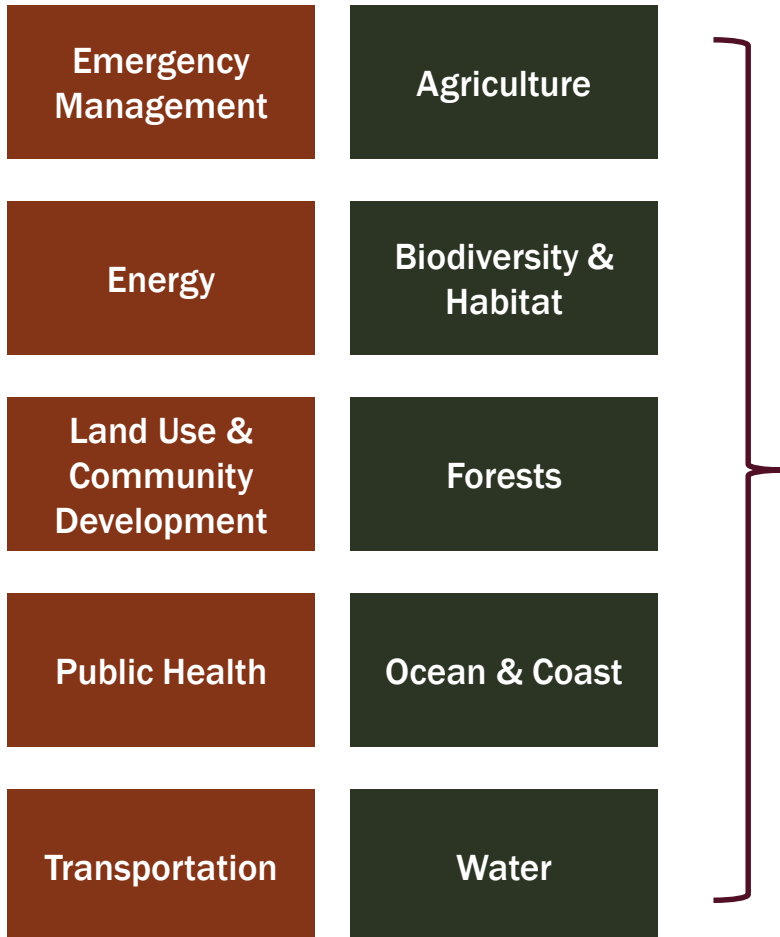 Emergency
Management
Agriculture
Energy
Biodiversity &
Habitat
Land Use &
Community
Development
Forests
Public Health
Ocean & Coast
Transportation
Water